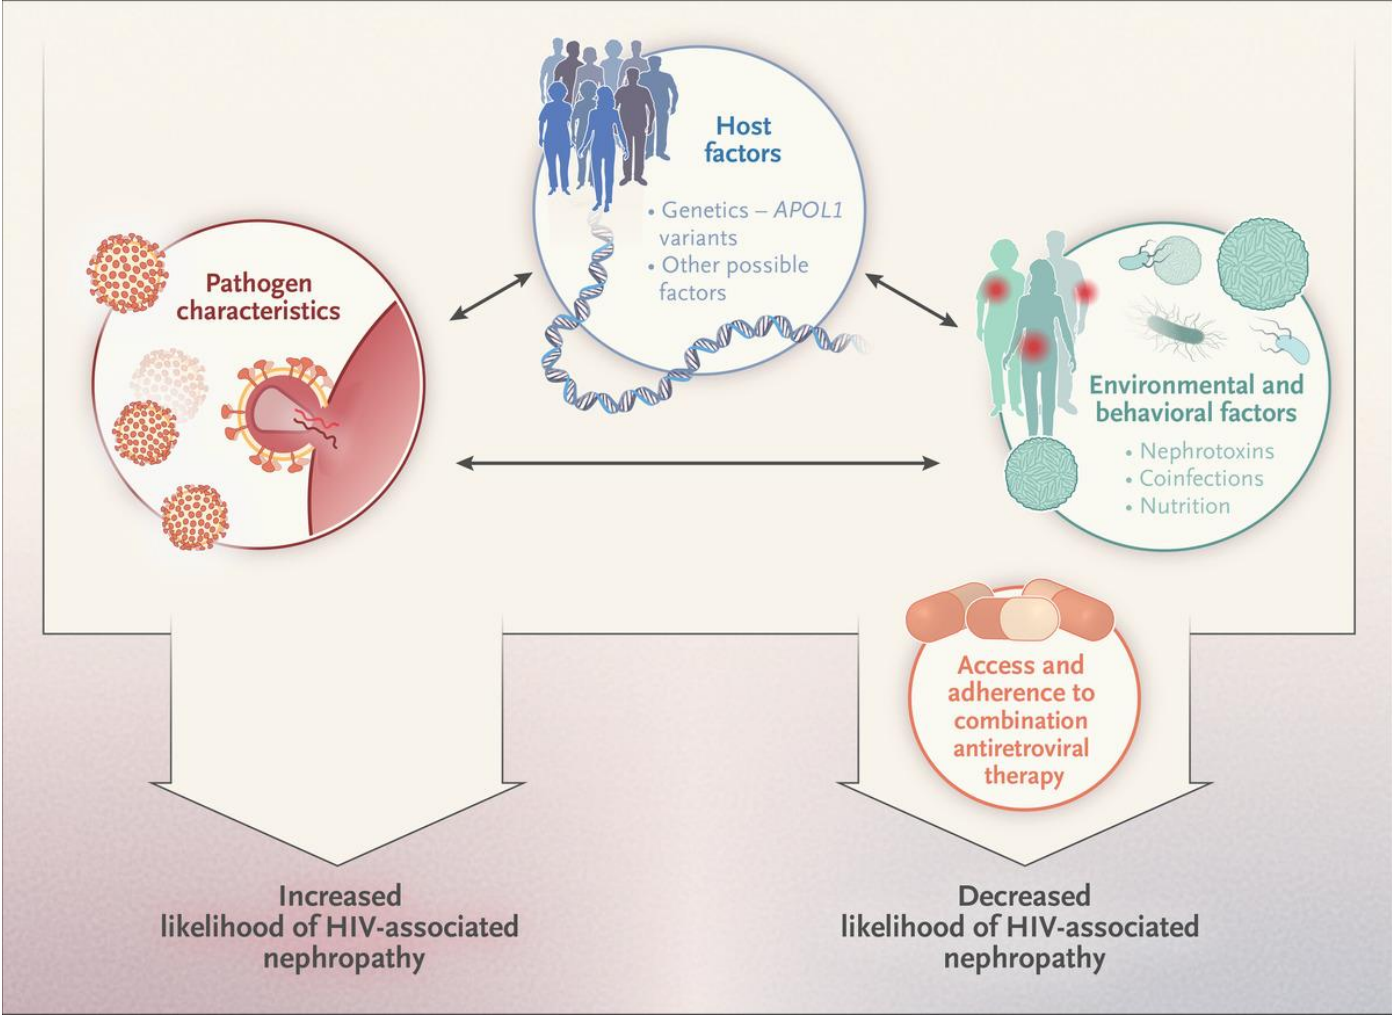 Host
factors
• Genetics – APOL1
variants
• Other possible
factors
Pathogen
characteristics
Environmental and
behavioral factors
• Nephrotoxins
• Coinfections
• Nutrition
Access and
adherence to
combination
antiretroviral
therapy
Increased
likelihood of HIV-associated
nephropathy
Decreased
likelihood of HIV-associated
nephropathy